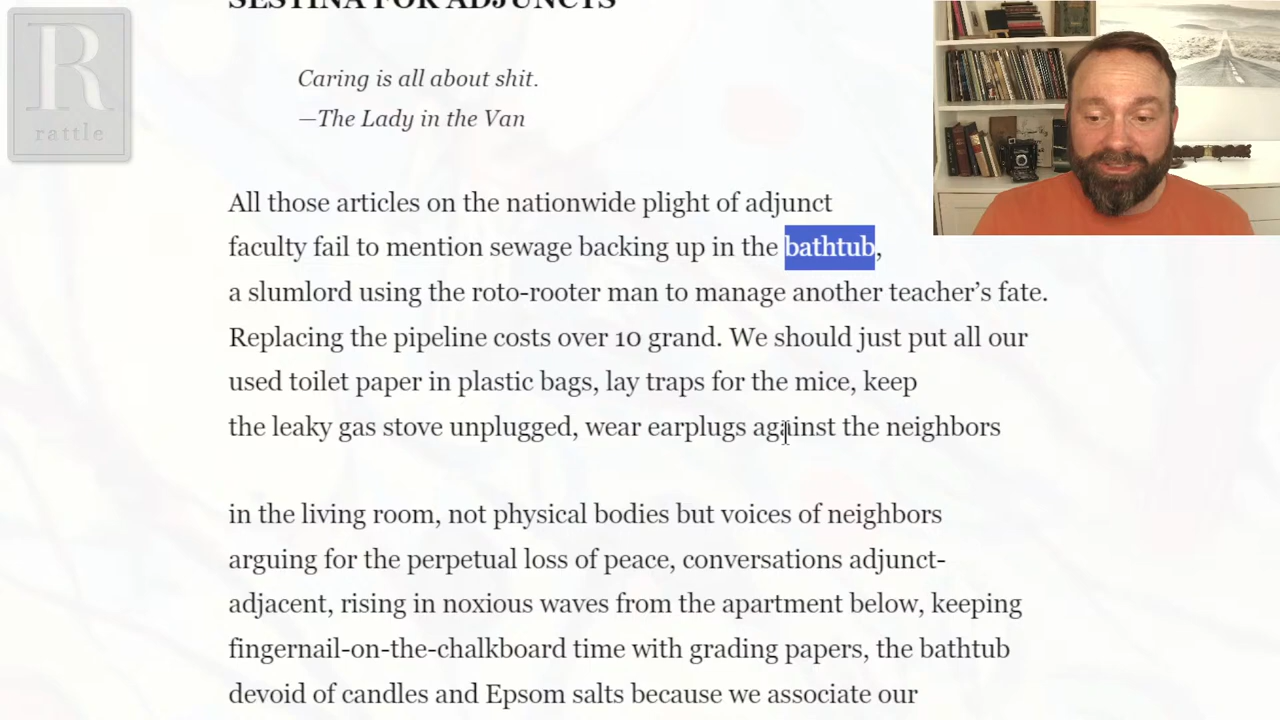 SESTINA FOR ADJUNCTS
R
rattle
Caring is all about shit.
—The Lady in the Van
All those articles on the nationwide plight of adjunct
faculty fail to mention sewage backing up in the bathtub,
a slumlord using the roto-rooter man to manage another teacher’s fate.
Replacing the pipeline costs over 10 grand. We should just put all our
used toilet paper in plastic bags, lay traps for the mice, keep
the leaky gas stove unplugged, wear earplugs against the neighbors
in the living room, not physical bodies but voices of neighbors
arguing for the perpetual loss of peace, conversations adjunct-
adjacent, rising in noxious waves from the apartment below, keeping
fingernail-on-the-chalkboard time with grading papers, the bathtub
devoid of candles and Epsom salts because we associate our